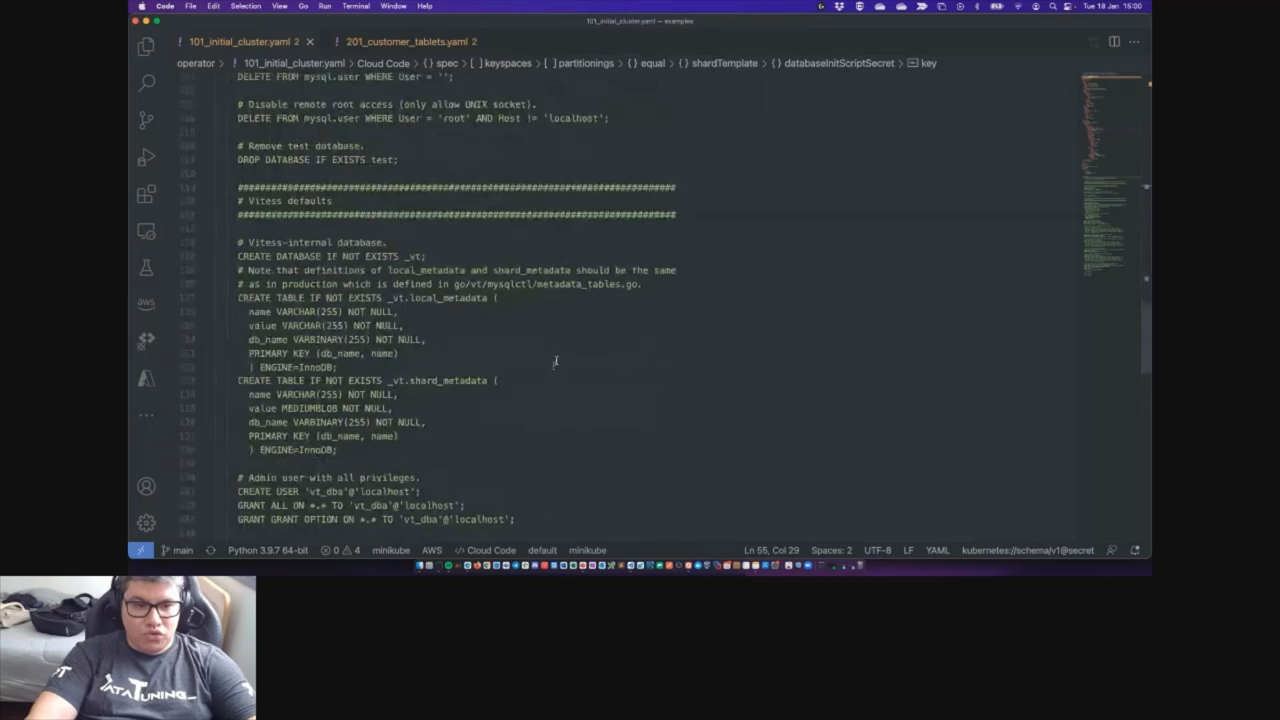 Code File Edit Selection View Go Run Terminal Window Help Tue 18 Jan 15:00
101_initial_cluster.yaml — examples
101_initial_cluster.yaml 2 201_customer_tablets.yaml 2
operator > 101_initial_cluster.yaml > Cloud Code > {} spec > [ ] keyspaces > [ ] partitionings > {} equal > {} shardTemplate > {} databaseInitScriptSecret > key
DELETE FROM mysql.user WHERE User = '';
# Disable remote root access (only allow UNIX socket).
DELETE FROM mysql.user WHERE User = 'root' AND Host != 'localhost';
# Remove test database.
DROP DATABASE IF EXISTS test;
###############################################################################
# Vitess defaults
###############################################################################
# Vitess-internal database.
CREATE DATABASE IF NOT EXISTS _vt;
# Note that definitions of local_metadata and shard_metadata should be the same
# as in production which is defined in go/vt/mysqlctl/metadata_tables.go.
CREATE TABLE IF NOT EXISTS _vt.local_metadata (
name VARCHAR(255) NOT NULL,
value VARCHAR(255) NOT NULL,
db_name VARBINARY(255) NOT NULL,
PRIMARY KEY (db_name, name)
) ENGINE=InnoDB;
CREATE TABLE IF NOT EXISTS _vt.shard_metadata (
name VARCHAR(255) NOT NULL,
value MEDIUMBLOB NOT NULL,
db_name VARBINARY(255) NOT NULL,
PRIMARY KEY (db_name, name)
) ENGINE=InnoDB;
# Admin user with all privileges.
CREATE USER 'vt_dba'@'localhost';
GRANT ALL ON *.* TO 'vt_dba'@'localhost';
GRANT GRANT OPTION ON *.* TO 'vt_dba'@'localhost';
aws
main Python 3.9.7 64-bit 0 4 minikube AWS </> Cloud Code default minikube Ln 55, Col 29 Spaces: 2 UTF-8 LF YAML kubernetes://schema/v1@secret
DATATUNING